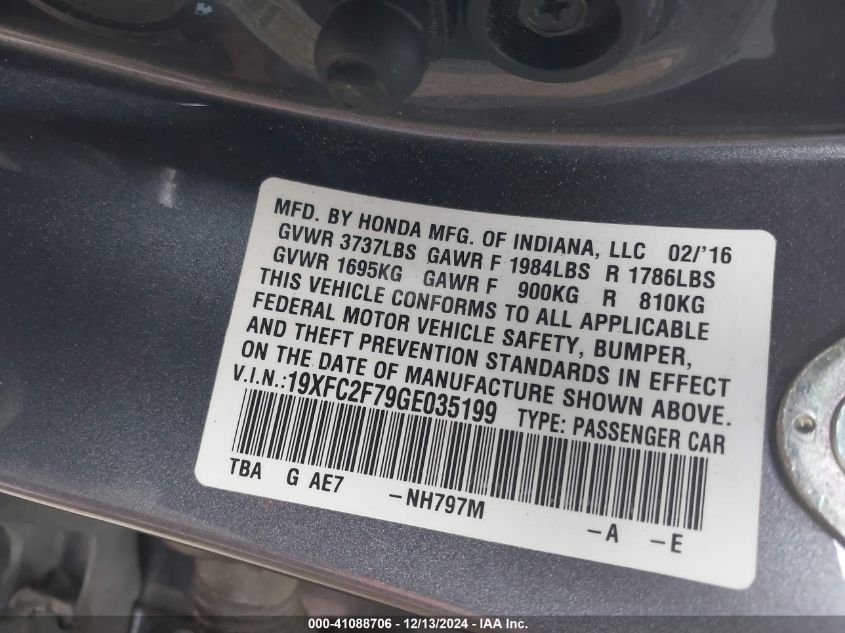 MFD. BY HONDA MFG. OF INDIANA, LLC 02/'16
GVWR 3737LBS GAWR F 1984LBS R 1786LBS
GVWR 1695KG GAWR F 900KG R 810KG
THIS VEHICLE CONFORMS TO ALL APPLICABLE
FEDERAL MOTOR VEHICLE SAFETY, BUMPER,
AND THEFT PREVENTION STANDARDS IN EFFECT
ON THE DATE OF MANUFACTURE SHOWN ABOVE.
V.I.N.:19XFC2F79GE035199 TYPE: PASSENGER CAR
TBA G AE7 -NH797M -A -E
000-41088706 - 12/13/2024 - IAA Inc.